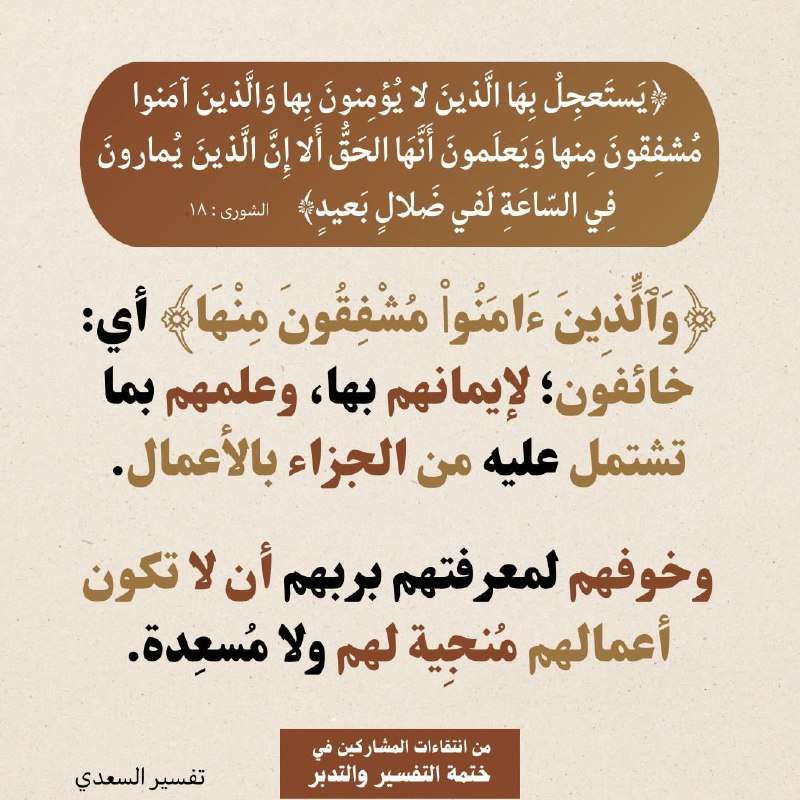 ﴿يَستَعجِلُ بِهَا الَّذينَ لا يُؤمِنونَ بِها وَالَّذينَ آمَنوا
مُشفِقونَ مِنها وَيَعلَمونَ أَنَّهَا الحَقُّ أَلا إِنَّ الَّذينَ يُمارونَ
فِي السّاعَةِ لَفي ضَلالٍ بَعيدٍ﴾ الشورى : ١٨
﴿وَٱلَّذِينَ ءَامَنُوا۟ مُشْفِقُونَ مِنْهَا﴾ أي:
خائفون؛ لإيمانهم بها، وعلمهم بما
تشتمل عليه من الجزاء بالأعمال.
وخوفهم لمعرفتهم بربهم أن لا تكون
أعمالهم مُنجِية لهم ولا مُسعِدة.
من انتقاءات المشاركين في
ختمة التفسير والتدبر
تفسير السعدي